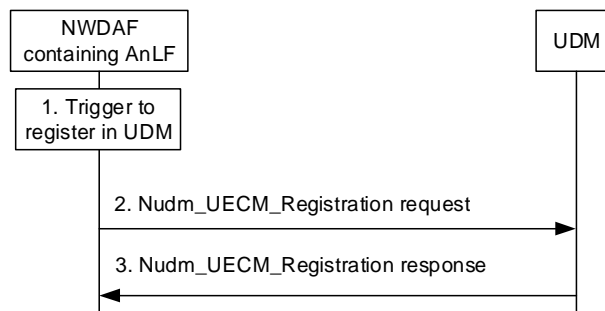 NWDAF
containing AnLF
UDM
1. Trigger to
register in UDM
2. Nudm_UECM_Registration request
3. Nudm_UECM_Registration response